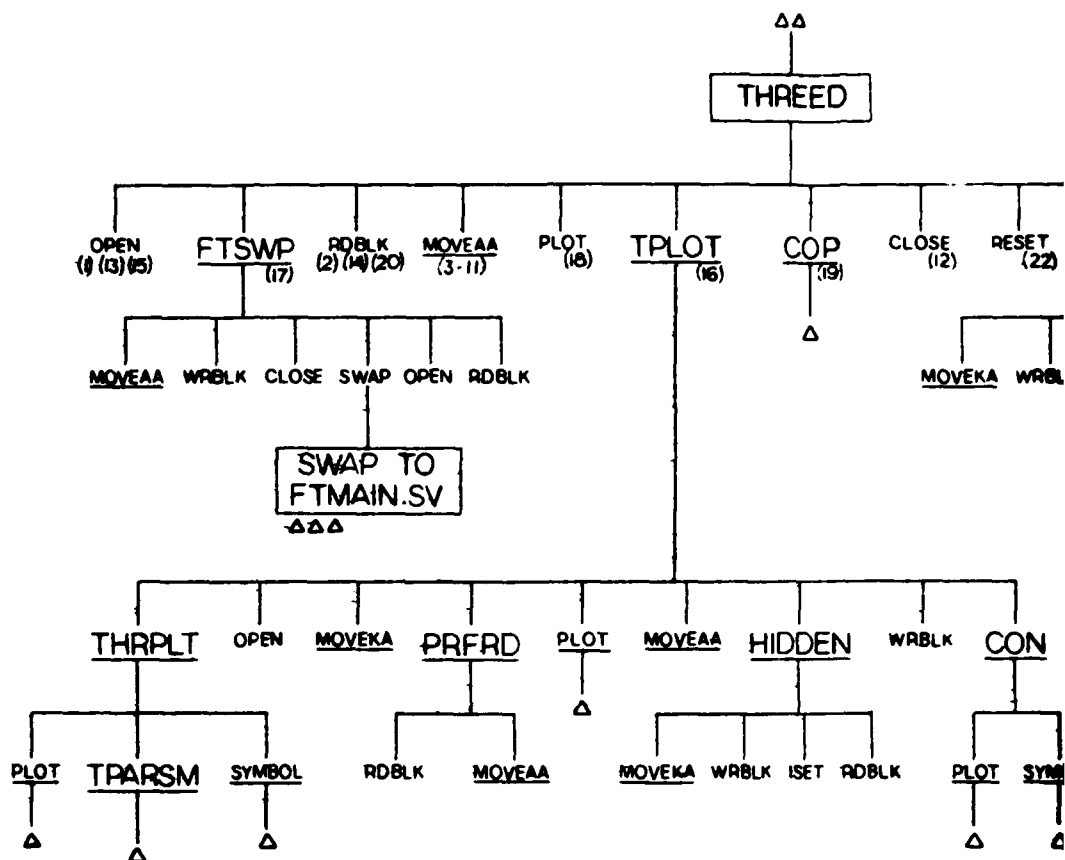 ΔΔ
THREED
OPEN FTSWP RDBLK MOVEAA PLOT TPLOT COP CLOSE RESET
(1) (13) (15) (17) (2) (14) (20) (3-11) (18) (16) (19) (12) (22)
Δ
MOVEAA WRBLK CLOSE SWAP OPEN RDBLK MOVEKA
SWAP TO
FTMAIN.SV
ΔΔΔ
THRPLT OPEN MOVEKA PRFRD PLOT MOVEAA HIDDEN WRBLK CON
Δ
PLOT TPARSM SYMBOL RDBLK MOVEAA MOVEKA WRBLK ISET RDBLK PLOT
Δ Δ Δ Δ Δ